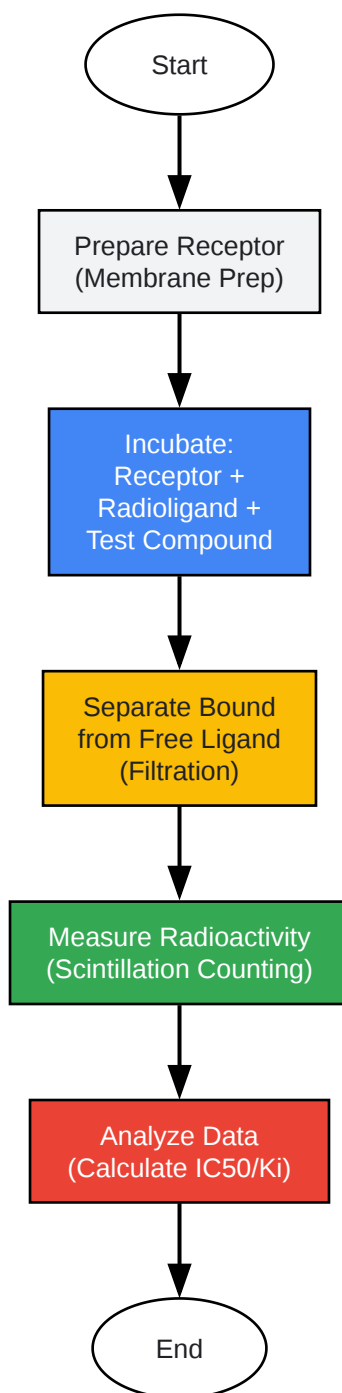 Start
Prepare Receptor
(Membrane Prep)
Incubate:
Receptor +
Radioligand +
Test Compound
Separate Bound
from Free Ligand
(Filtration)
Measure Radioactivity
(Scintillation Counting)
Analyze Data
(Calculate IC50/Ki)
End